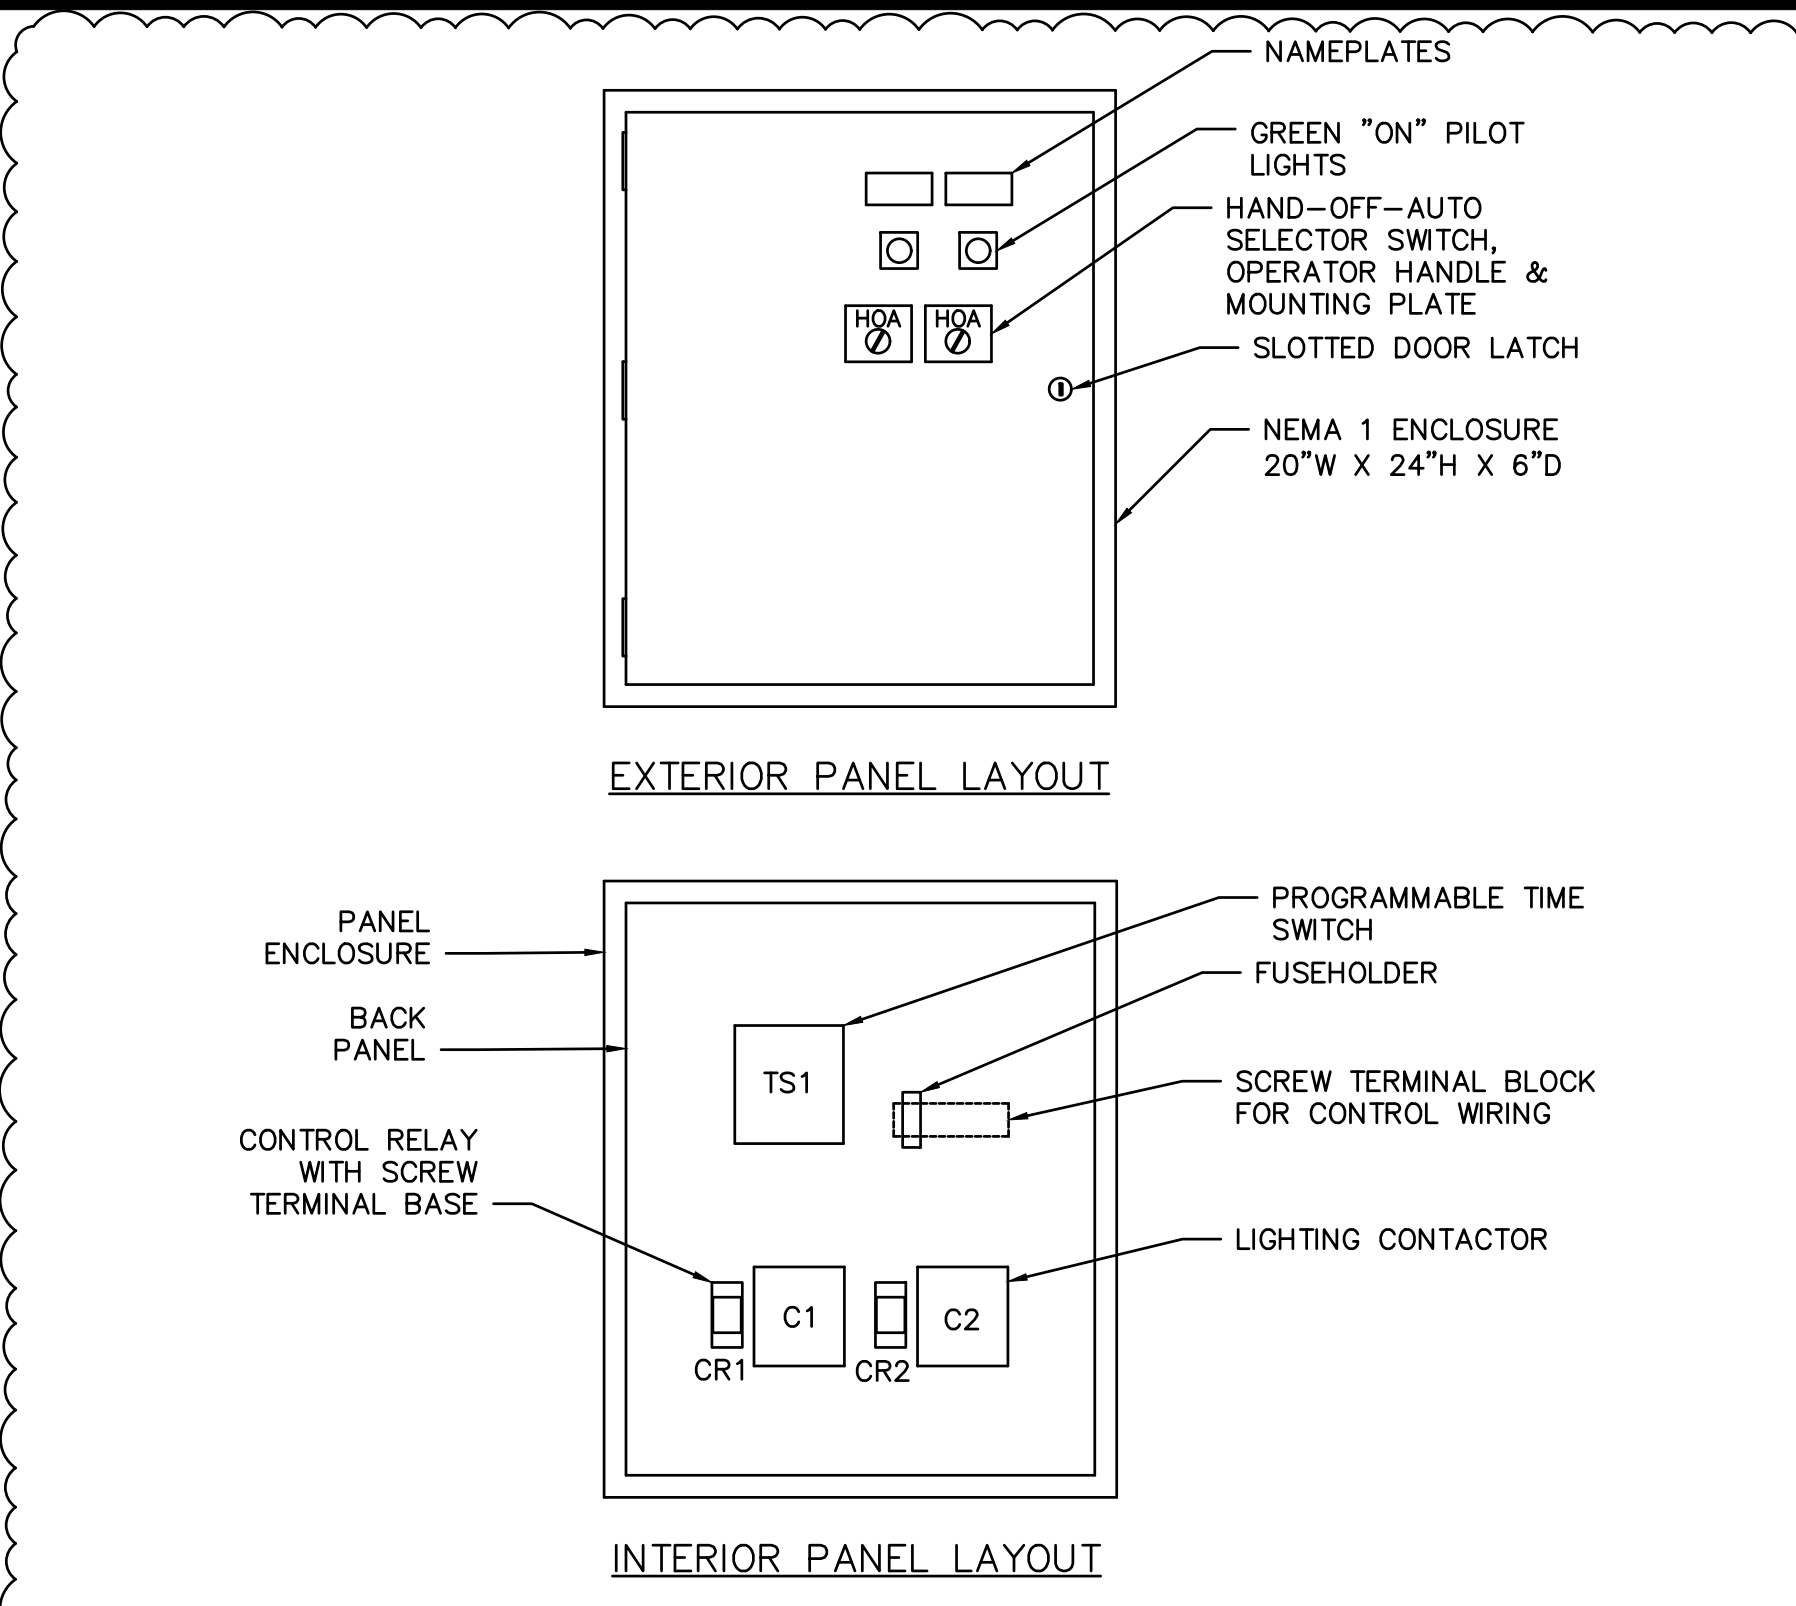 NAMEPLATES
GREEN "ON" PILOT
LIGHTS
HAND-OFF-AUTO
SELECTOR SWITCH,
OPERATOR HANDLE &
MOUNTING PLATE
HOA HOA
SLOTTED DOOR LATCH
NEMA 1 ENCLOSURE
20"W X 24"H X 6"D
EXTERIOR PANEL LAYOUT
PANEL
ENCLOSURE
BACK
PANEL
CONTROL RELAY
WITH SCREW
TERMINAL BASE
PROGRAMMABLE TIME
SWITCH
FUSEHOLDER
TS1
SCREW TERMINAL BLOCK
FOR CONTROL WIRING
LIGHTING CONTACTOR
C1
C2
CR1
CR2
INTERIOR PANEL LAYOUT